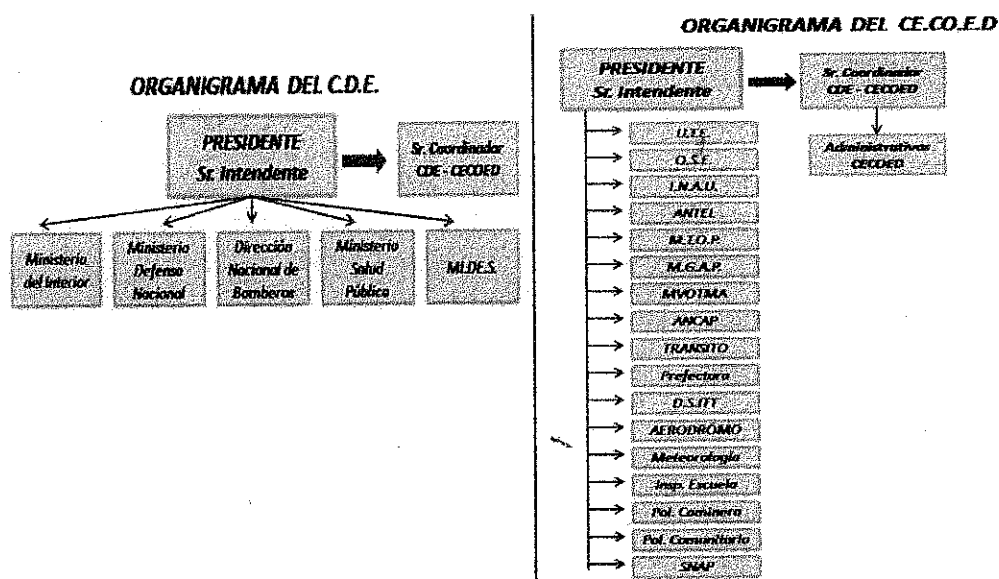 ORGANIGRAMA DEL C.D.E.
PRESIDENTE
Sr. Intendente
Sr. Coordinador
CDE - CECOED
Ministerio
del Interior
Ministerio
Defensa
Nacional
Dirección
Nacional de
Bomberos
Ministerio
Salud
Pública
MI.DE.S.
ORGANIGRAMA DEL CE.CO.E.D
PRESIDENTE
Sr. Intendente
Sr. Coordinador
CDE - CECOED
Administrativos
CECOED
U.T.E
O.S.E
I.N.A.U.
ANTEL
M.T.O.P.
M.G.A.P.
MVOTMA
ANCAP
TRANSITO
Prefectura
AERODROMO
Meteorología
Insp. Escuela
Pol. Caminera
Pol. Comunitaria
SNAP